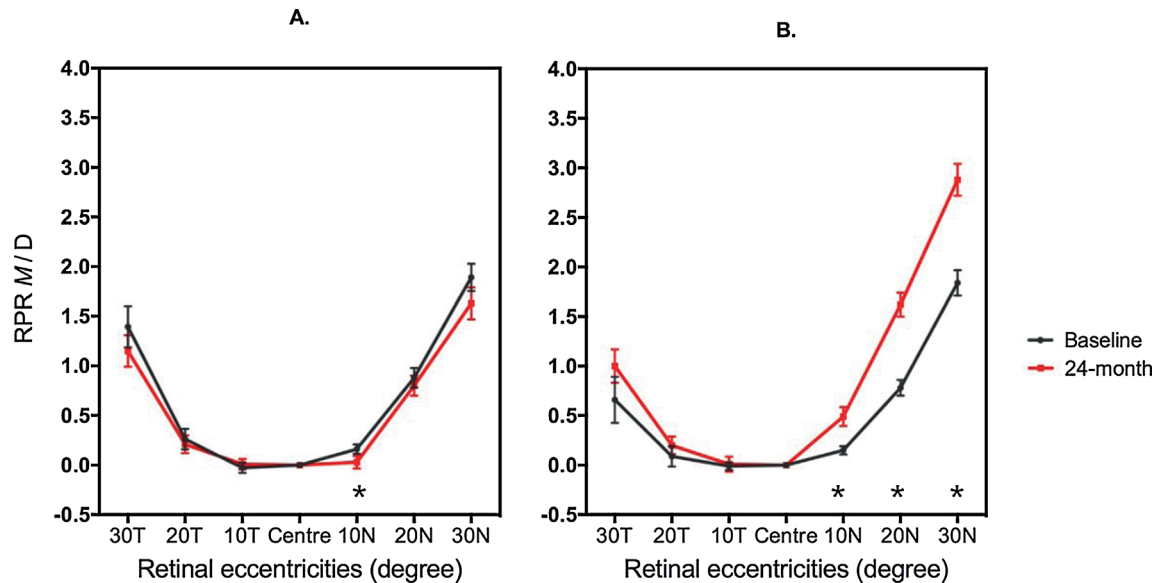 A.
B.
4.0
3.5
3.0
2.5
2.0
1.5
1.0
0.5
0.0
-0.5
RPR M / D
*
30T 20T 10T Centre 10N 20N 30N
Retinal eccentricities (degree)
4.0
3.5
3.0
2.5
2.0
1.5
1.0
0.5
0.0
-0.5
* * *
30T 20T 10T Centre 10N 20N 30N
Retinal eccentricities (degree)
Baseline
24-month